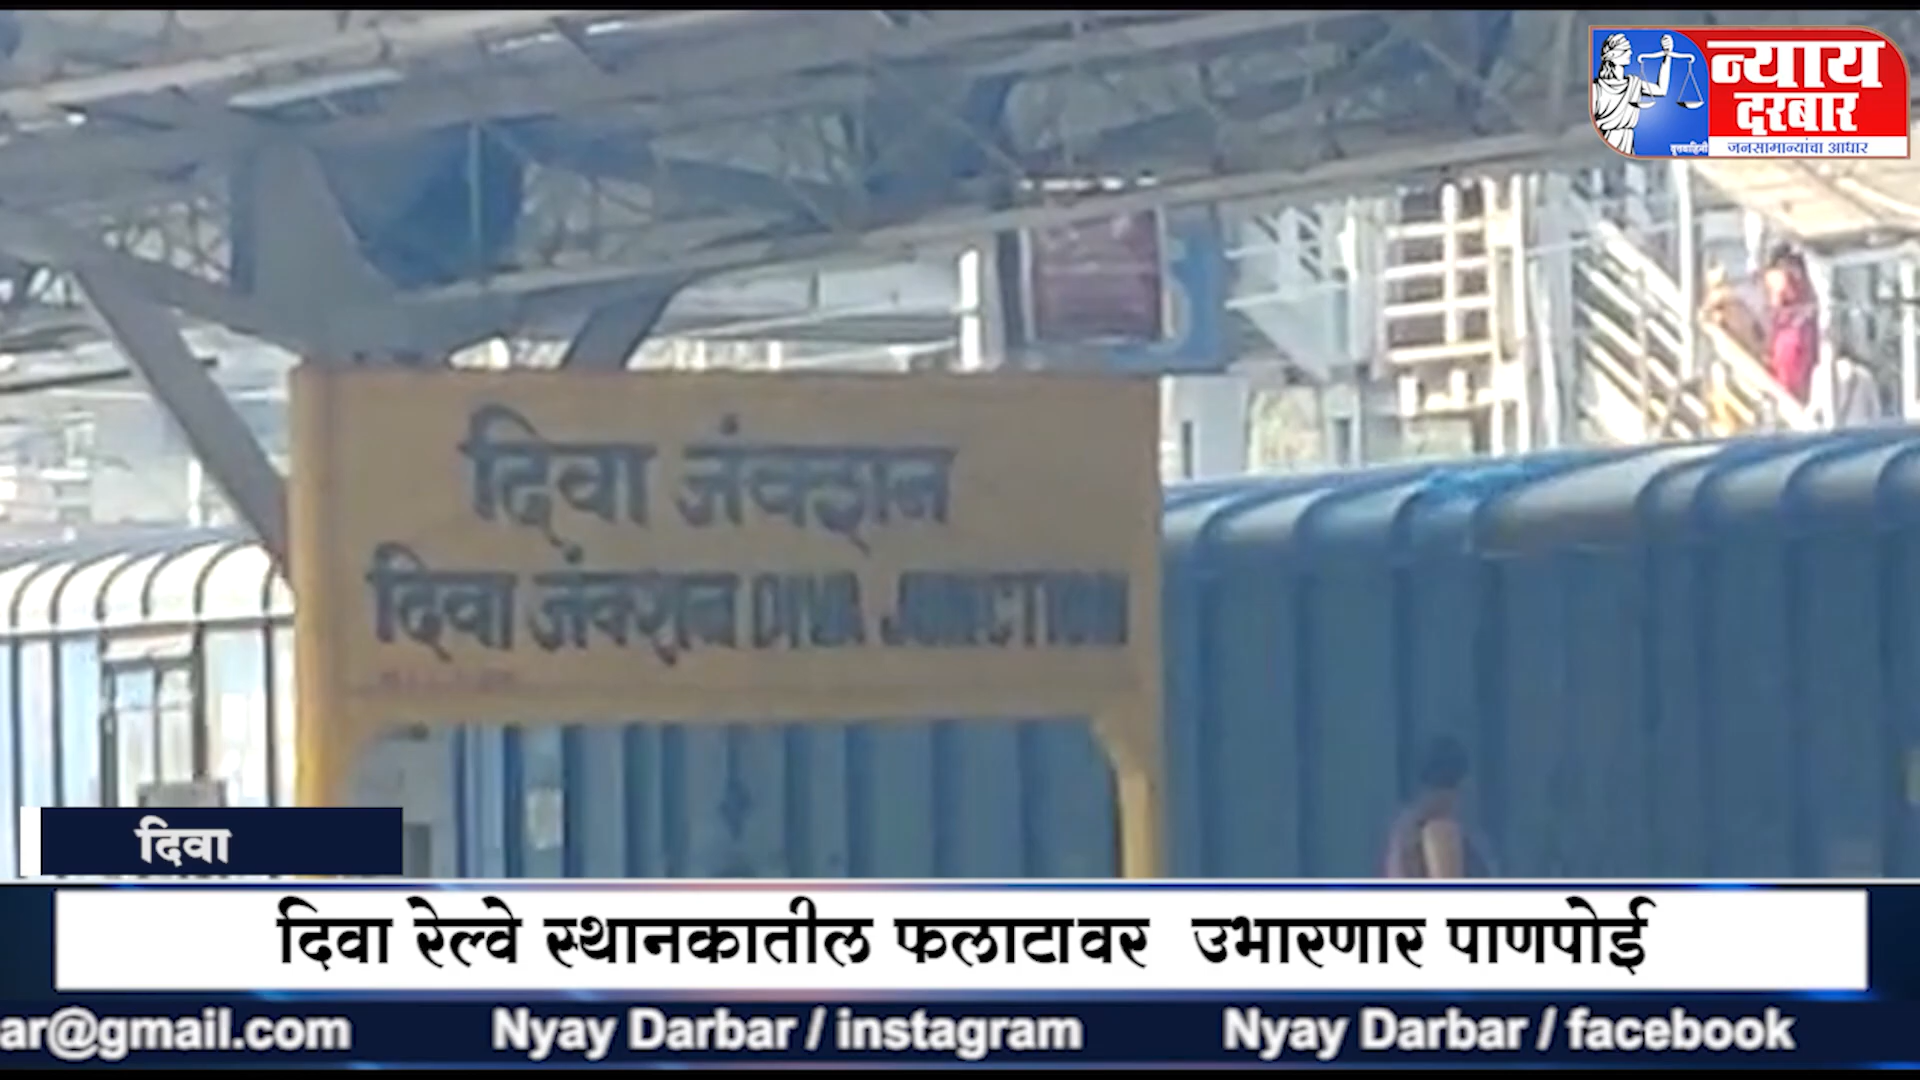 न्याय
दरबार
वृत्तवाहिनी
जनसामान्यांचा आधार
दिवा जंक्शन
दिवा जंक्शन DIVA JUNCTION
दिवा
दिवा रेल्वे स्थानकातील फलाटावर उभारणार पाणपोई
ar@gmail.com Nyay Darbar / instagram Nyay Darbar / facebook